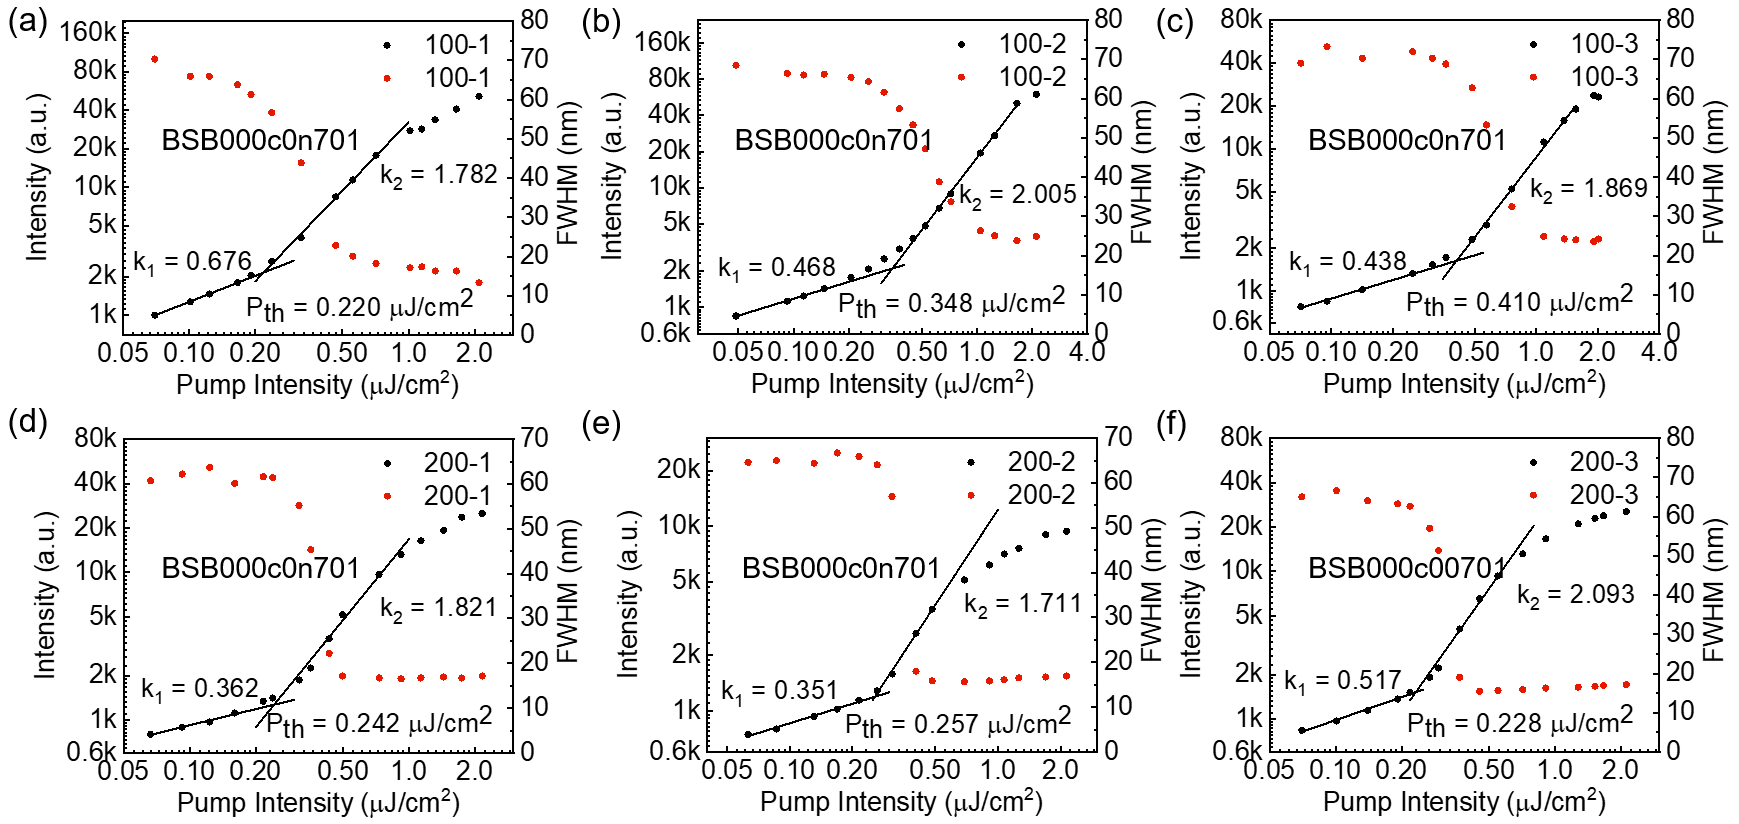 (a)
160k
80k
40k
20k
10k
5k
2k
1k
Intensity (a.u.)
80
70
60
50
40
30
20
10
0
FWHM (nm)
100-1
100-1
BSB000c0n701
k2 = 1.782
k1 = 0.676
Pth = 0.220 μJ/cm2
0.05 0.10 0.20 0.50 1.0 2.0
Pump Intensity (μJ/cm2)
(b)
160k
80k
40k
20k
10k
5k
2k
1k
0.6k
Intensity (a.u.)
80
70
60
50
40
30
20
10
0
FWHM (nm)
100-2
100-2
BSB000c0n701
k2 = 2.005
k1 = 0.468
Pth = 0.348 μJ/cm2
0.05 0.10 0.20 0.50 1.0 2.0 4.0
Pump Intensity (μJ/cm2)
(c)
80k
40k
20k
10k
5k
2k
1k
0.6k
Intensity (a.u.)
80
70
60
50
40
30
20
10
0
FWHM (nm)
100-3
100-3
BSB000c0n701
k2 = 1.869
k1 = 0.438
Pth = 0.410 μJ/cm2
0.05 0.10 0.20 0.50 1.0 2.0 4.0
Pump Intensity (μJ/cm2)
(d)
80k
40k
20k
10k
5k
2k
1k
0.6k
Intensity (a.u.)
70
60
50
40
30
20
10
0
FWHM (nm)
200-1
200-1
BSB000c0n701
k2 = 1.821
k1 = 0.362
Pth = 0.242 μJ/cm2
0.05 0.10 0.20 0.50 1.0 2.0
Pump Intensity (μJ/cm2)
(e)
20k
10k
5k
2k
1k
0.6k
Intensity (a.u.)
70
60
50
40
30
20
10
0
FWHM (nm)
200-2
200-2
BSB000c0n701
k2 = 1.711
k1 = 0.351
Pth = 0.257 μJ/cm2
0.05 0.10 0.20 0.50 1.0 2.0
Pump Intensity (μJ/cm2)
(f)
80k
40k
20k
10k
5k
2k
1k
0.6k
Intensity (a.u.)
80
70
60
50
40
30
20
10
0
FWHM (nm)
200-3
200-3
BSB000c00701
k2 = 2.093
k1 = 0.517
Pth = 0.228 μJ/cm2
0.05 0.10 0.20 0.50 1.0 2.0
Pump Intensity (μJ/cm2)